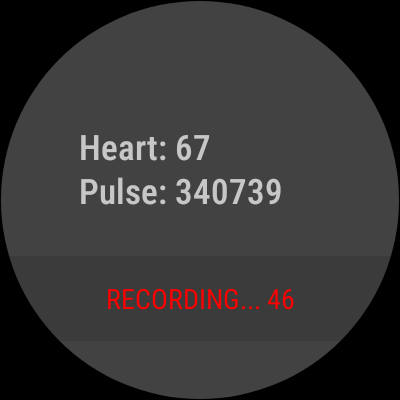 Heart: 67
Pulse: 340739
RECORDING... 46